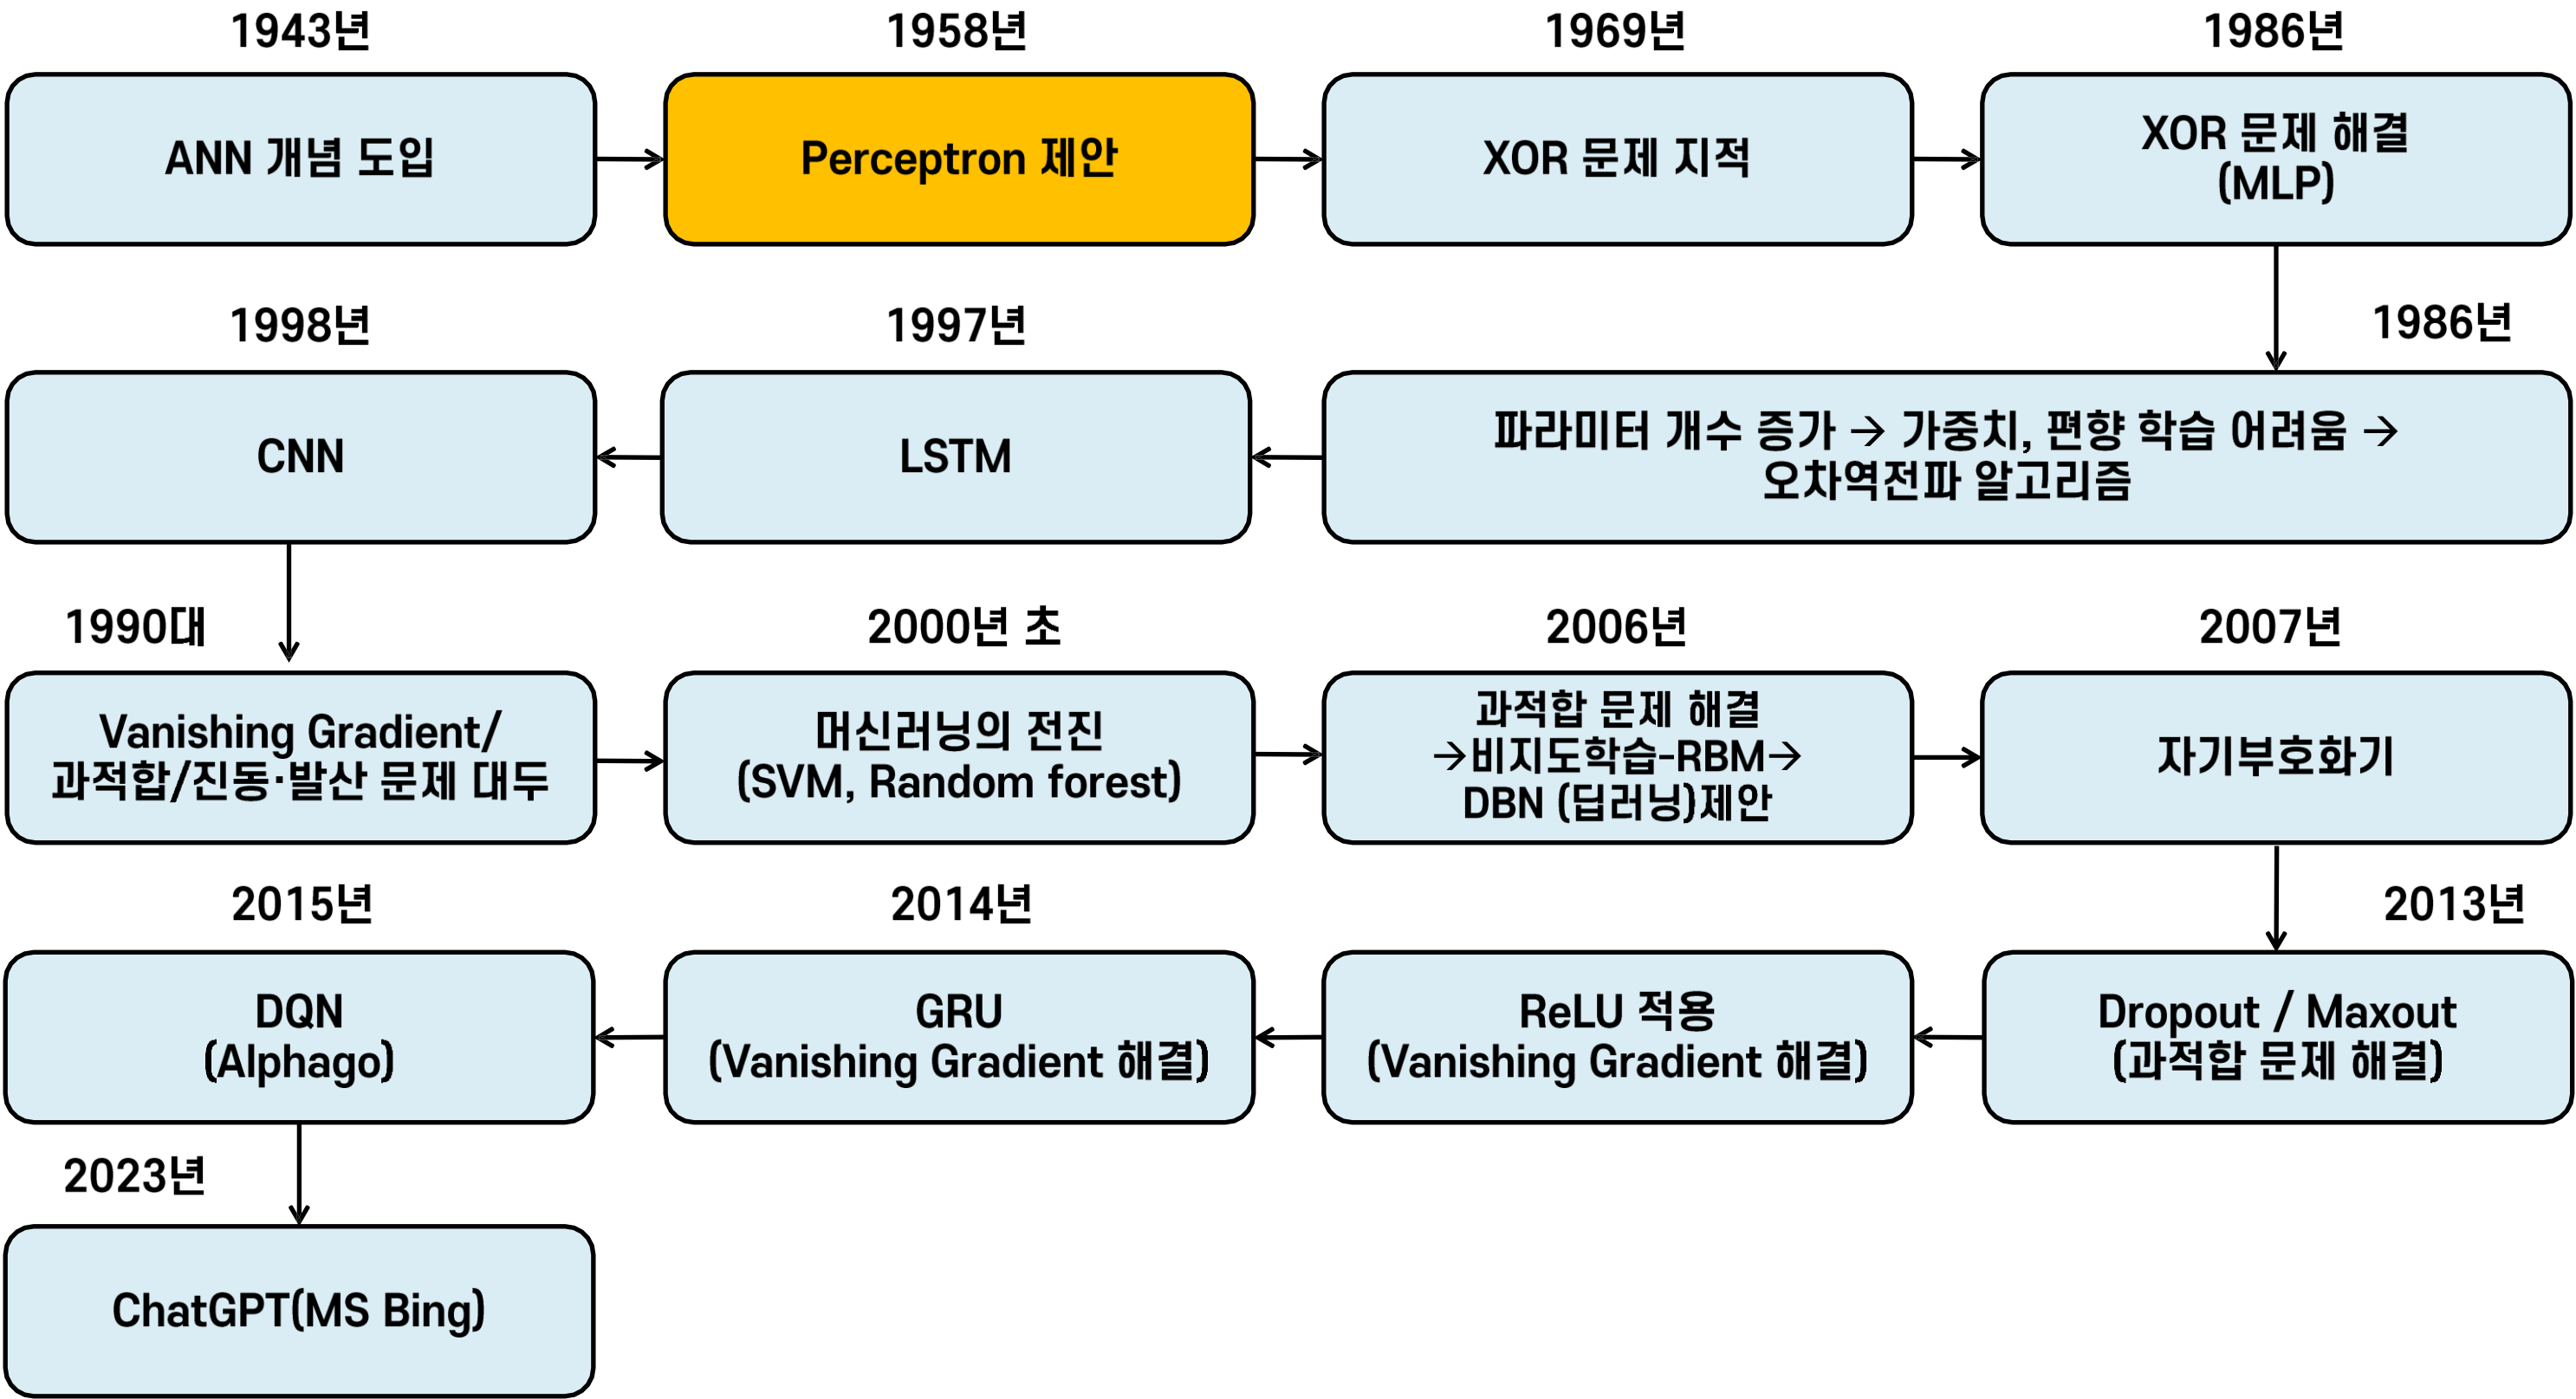 1943년
ANN 개념 도입
1958년
Perceptron 제안
1969년
XOR 문제 지적
1986년
XOR 문제 해결
(MLP)
1986년
파라미터 개수 증가 → 가중치, 편향 학습 어려움 →
오차역전파 알고리즘
1997년
LSTM
1998년
CNN
1990대
Vanishing Gradient/
과적합/진동·발산 문제 대두
2000년 초
머신러닝의 전진
(SVM, Random forest)
2006년
과적합 문제 해결
→비지도학습-RBM→
DBN (딥러닝)제안
2007년
자기부호화기
2013년
Dropout / Maxout
(과적합 문제 해결)
ReLU 적용
(Vanishing Gradient 해결)
2014년
GRU
(Vanishing Gradient 해결)
2015년
DQN
(Alphago)
2023년
ChatGPT(MS Bing)